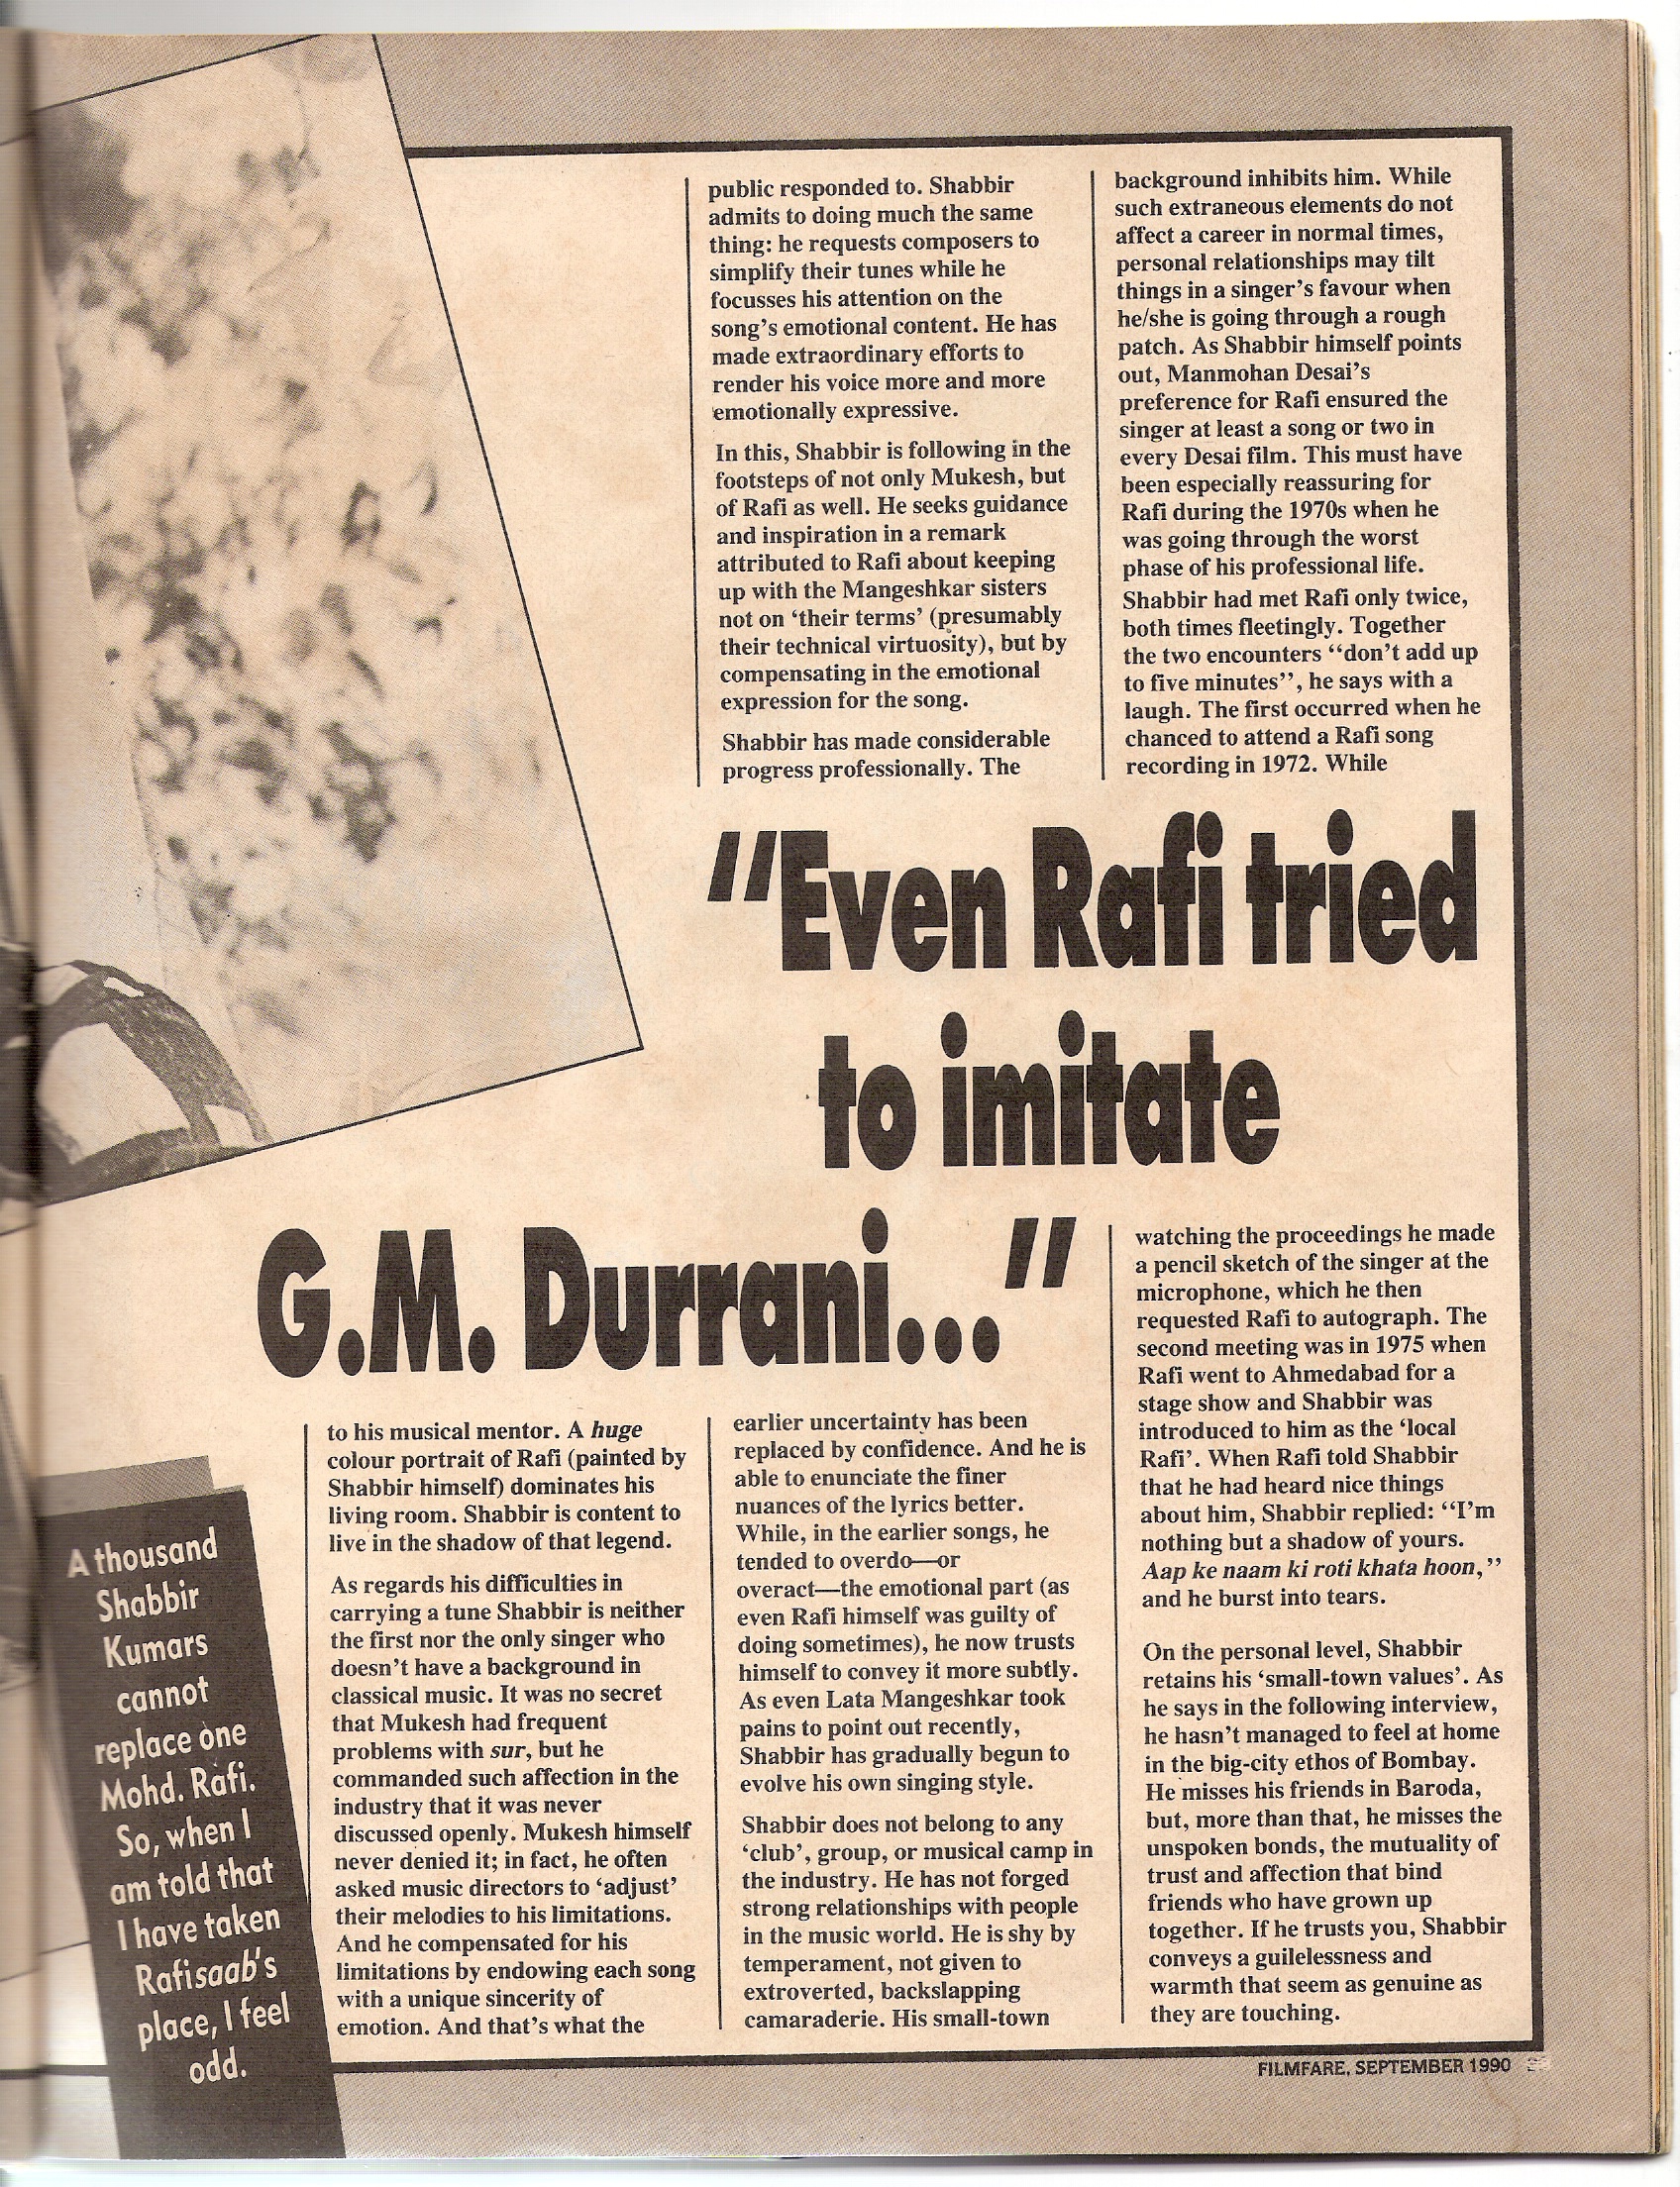 "Even Rafi tried
to imitate
G.M. Durrani..."
to his musical mentor. A huge
colour portrait of Rafi (painted by
Shabbir himself) dominates his
living room. Shabbir is content to
live in the shadow of that legend.
As regards his difficulties in
carrying a tune Shabbir is neither
the first nor the only singer who
doesn't have a background in
classical music. It was no secret
that Mukesh had frequent
problems with sur, but he
commanded such affection in the
industry that it was never
discussed openly. Mukesh himself
never denied it; in fact, he often
asked music directors to 'adjust'
their melodies to his limitations.
And he compensated for his
limitations by endowing each song
with a unique sincerity of
emotion. And that's what the
public responded to. Shabbir
admits to doing much the same
thing: he requests composers to
simplify their tunes while he
focusses his attention on the
song's emotional content. He has
made extraordinary efforts to
render his voice more and more
emotionally expressive.
In this, Shabbir is following in the
footsteps of not only Mukesh, but
of Rafi as well. He seeks guidance
and inspiration in a remark
attributed to Rafi about keeping
up with the Mangeshkar sisters
not on 'their terms' (presumably
their technical virtuosity), but by
compensating in the emotional
expression for the song.
Shabbir has made considerable
progress professionally. The
earlier uncertainty has been
replaced by confidence. And he is
able to enunciate the finer
nuances of the lyrics better.
While, in the earlier songs, he
tended to overdo—or
overact—the emotional part (as
even Rafi himself was guilty of
doing sometimes), he now trusts
himself to convey it more subtly.
As even Lata Mangeshkar took
pains to point out recently,
Shabbir has gradually begun to
evolve his own singing style.
Shabbir does not belong to any
'club', group, or musical camp in
the industry. He has not forged
strong relationships with people
in the music world. He is shy by
temperament, not given to
extroverted, backslapping
camaraderie. His small-town
background inhibits him. While
such extraneous elements do not
affect a career in normal times,
personal relationships may tilt
things in a singer's favour when
he/she is going through a rough
patch. As Shabbir himself points
out, Manmohan Desai's
preference for Rafi ensured the
singer at least a song or two in
every Desai film. This must have
been especially reassuring for
Rafi during the 1970s when he
was going through the worst
phase of his professional life.
Shabbir had met Rafi only twice,
both times fleetingly. Together
the two encounters "don't add up
to five minutes", he says with a
laugh. The first occurred when he
chanced to attend a Rafi song
recording in 1972. While
watching the proceedings he made
a pencil sketch of the singer at the
microphone, which he then
requested Rafi to autograph. The
second meeting was in 1975 when
Rafi went to Ahmedabad for a
stage show and Shabbir was
introduced to him as the 'local
Rafi'. When Rafi told Shabbir
that he had heard nice things
about him, Shabbir replied: "I'm
nothing but a shadow of yours.
Aap ke naam ki roti khata hoon,"
and he burst into tears.
On the personal level, Shabbir
retains his 'small-town values'. As
he says in the following interview,
he hasn't managed to feel at home
in the big-city ethos of Bombay.
He misses his friends in Baroda,
but, more than that, he misses the
unspoken bonds, the mutuality of
trust and affection that bind
friends who have grown up
together. If he trusts you, Shabbir
conveys a guilelessness and
warmth that seem as genuine as
they are touching.
A thousand
Shabbir
Kumars
cannot
replace one
Mohd. Rafi.
So, when I
am told that
I have taken
Rafisaab's
place, I feel
odd.
FILMFARE, SEPTEMBER 1990